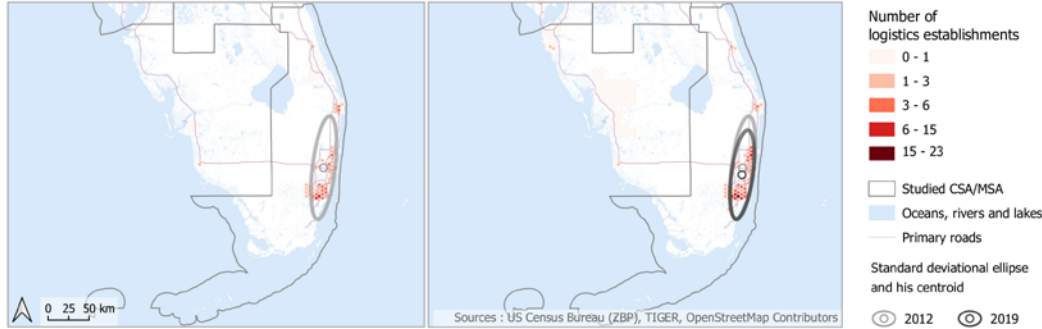 Number of
logistics establishments
0 - 1
1 - 3
3 - 6
6 - 15
15 - 23
Studied CSA/MSA
Oceans, rivers and lakes
Primary roads
Standard deviational ellipse
and his centroid
2012
2019
0 25 50 km
Sources : US Census Bureau (ZBP), TIGER, OpenStreetMap Contributors